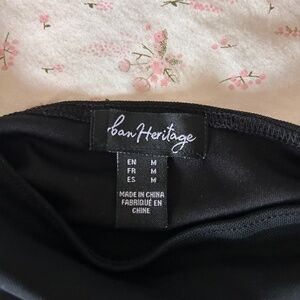 ban Heritage
EN M
FR M
ES M
MADE IN CHINA
FABRIQUÉ EN
CHINE